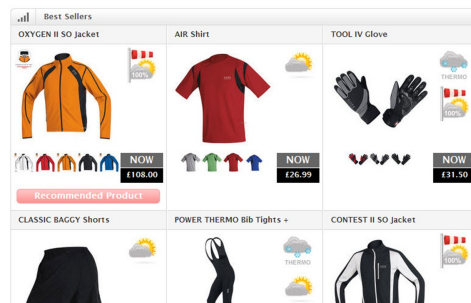 Best Sellers
OXYGEN II SO Jacket
AIR Shirt
TOOL IV Glove
100%
THERMO
100%
NOW
£108.00
NOW
£26.99
NOW
£31.50
Recommended Product
CLASSIC BAGGY Shorts
POWER THERMO Bib Tights +
CONTEST II SO Jacket
THERMO
100%